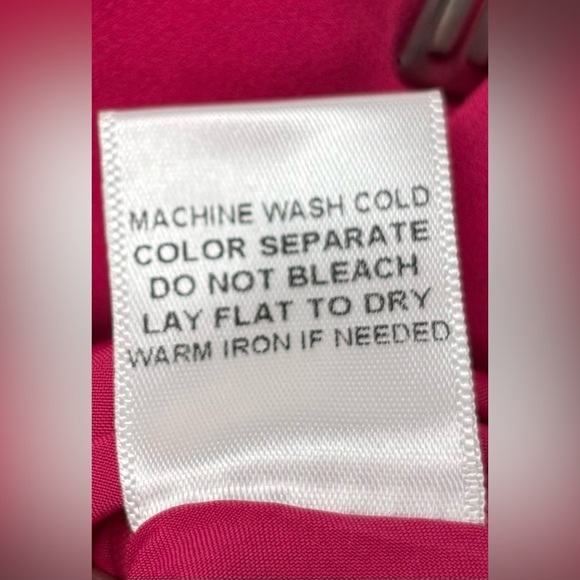 MACHINE WASH COLD
COLOR SEPARATE
DO NOT BLEACH
LAY FLAT TO DRY
WARM IRON IF NEEDED